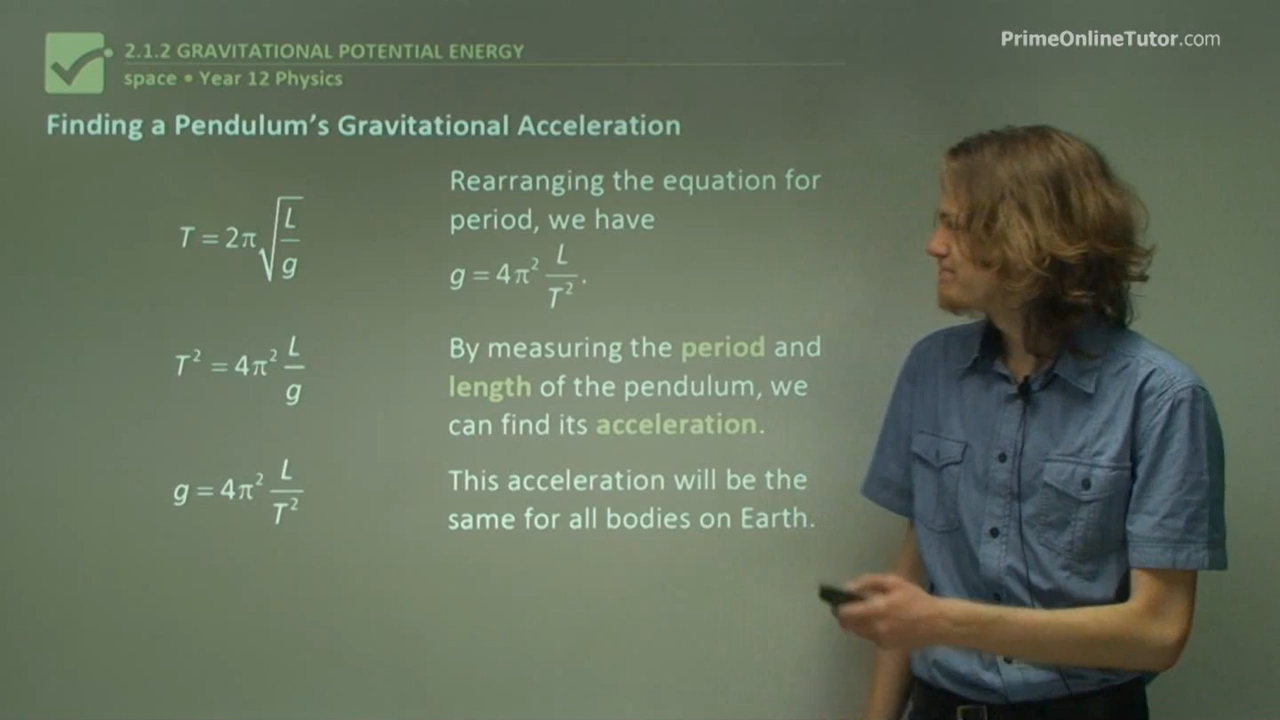 PrimeOnlineTutor.com
2.1.2 GRAVITATIONAL POTENTIAL ENERGY
space • Year 12 Physics
Finding a Pendulum's Gravitational Acceleration
T = 2π√(L/g)
T² = 4π² L/g
g = 4π² L/T²
Rearranging the equation for
period, we have
g = 4π² L/T².
By measuring the period and
length of the pendulum, we
can find its acceleration.
This acceleration will be the
same for all bodies on Earth.